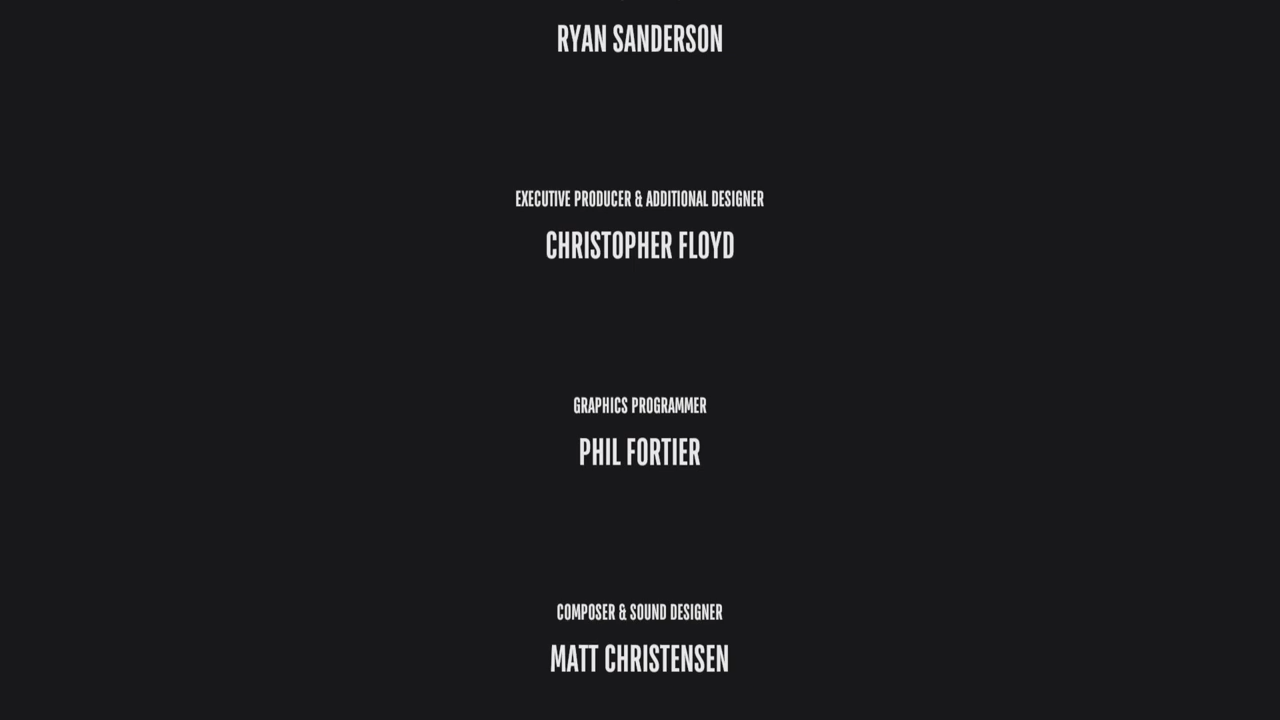 RYAN SANDERSON
EXECUTIVE PRODUCER & ADDITIONAL DESIGNER
CHRISTOPHER FLOYD
GRAPHICS PROGRAMMER
PHIL FORTIER
COMPOSER & SOUND DESIGNER
MATT CHRISTENSEN